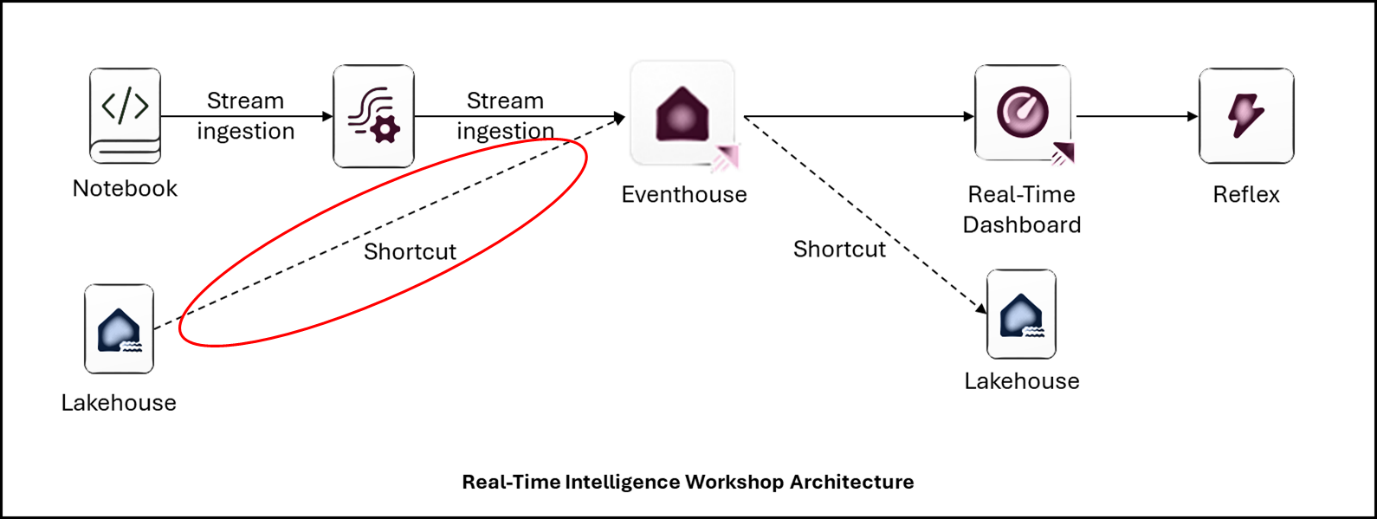 Stream
ingestion
Stream
ingestion
Notebook
Eventhouse
Real-Time
Dashboard
Reflex
Shortcut
Shortcut
Lakehouse
Lakehouse
Real-Time Intelligence Workshop Architecture